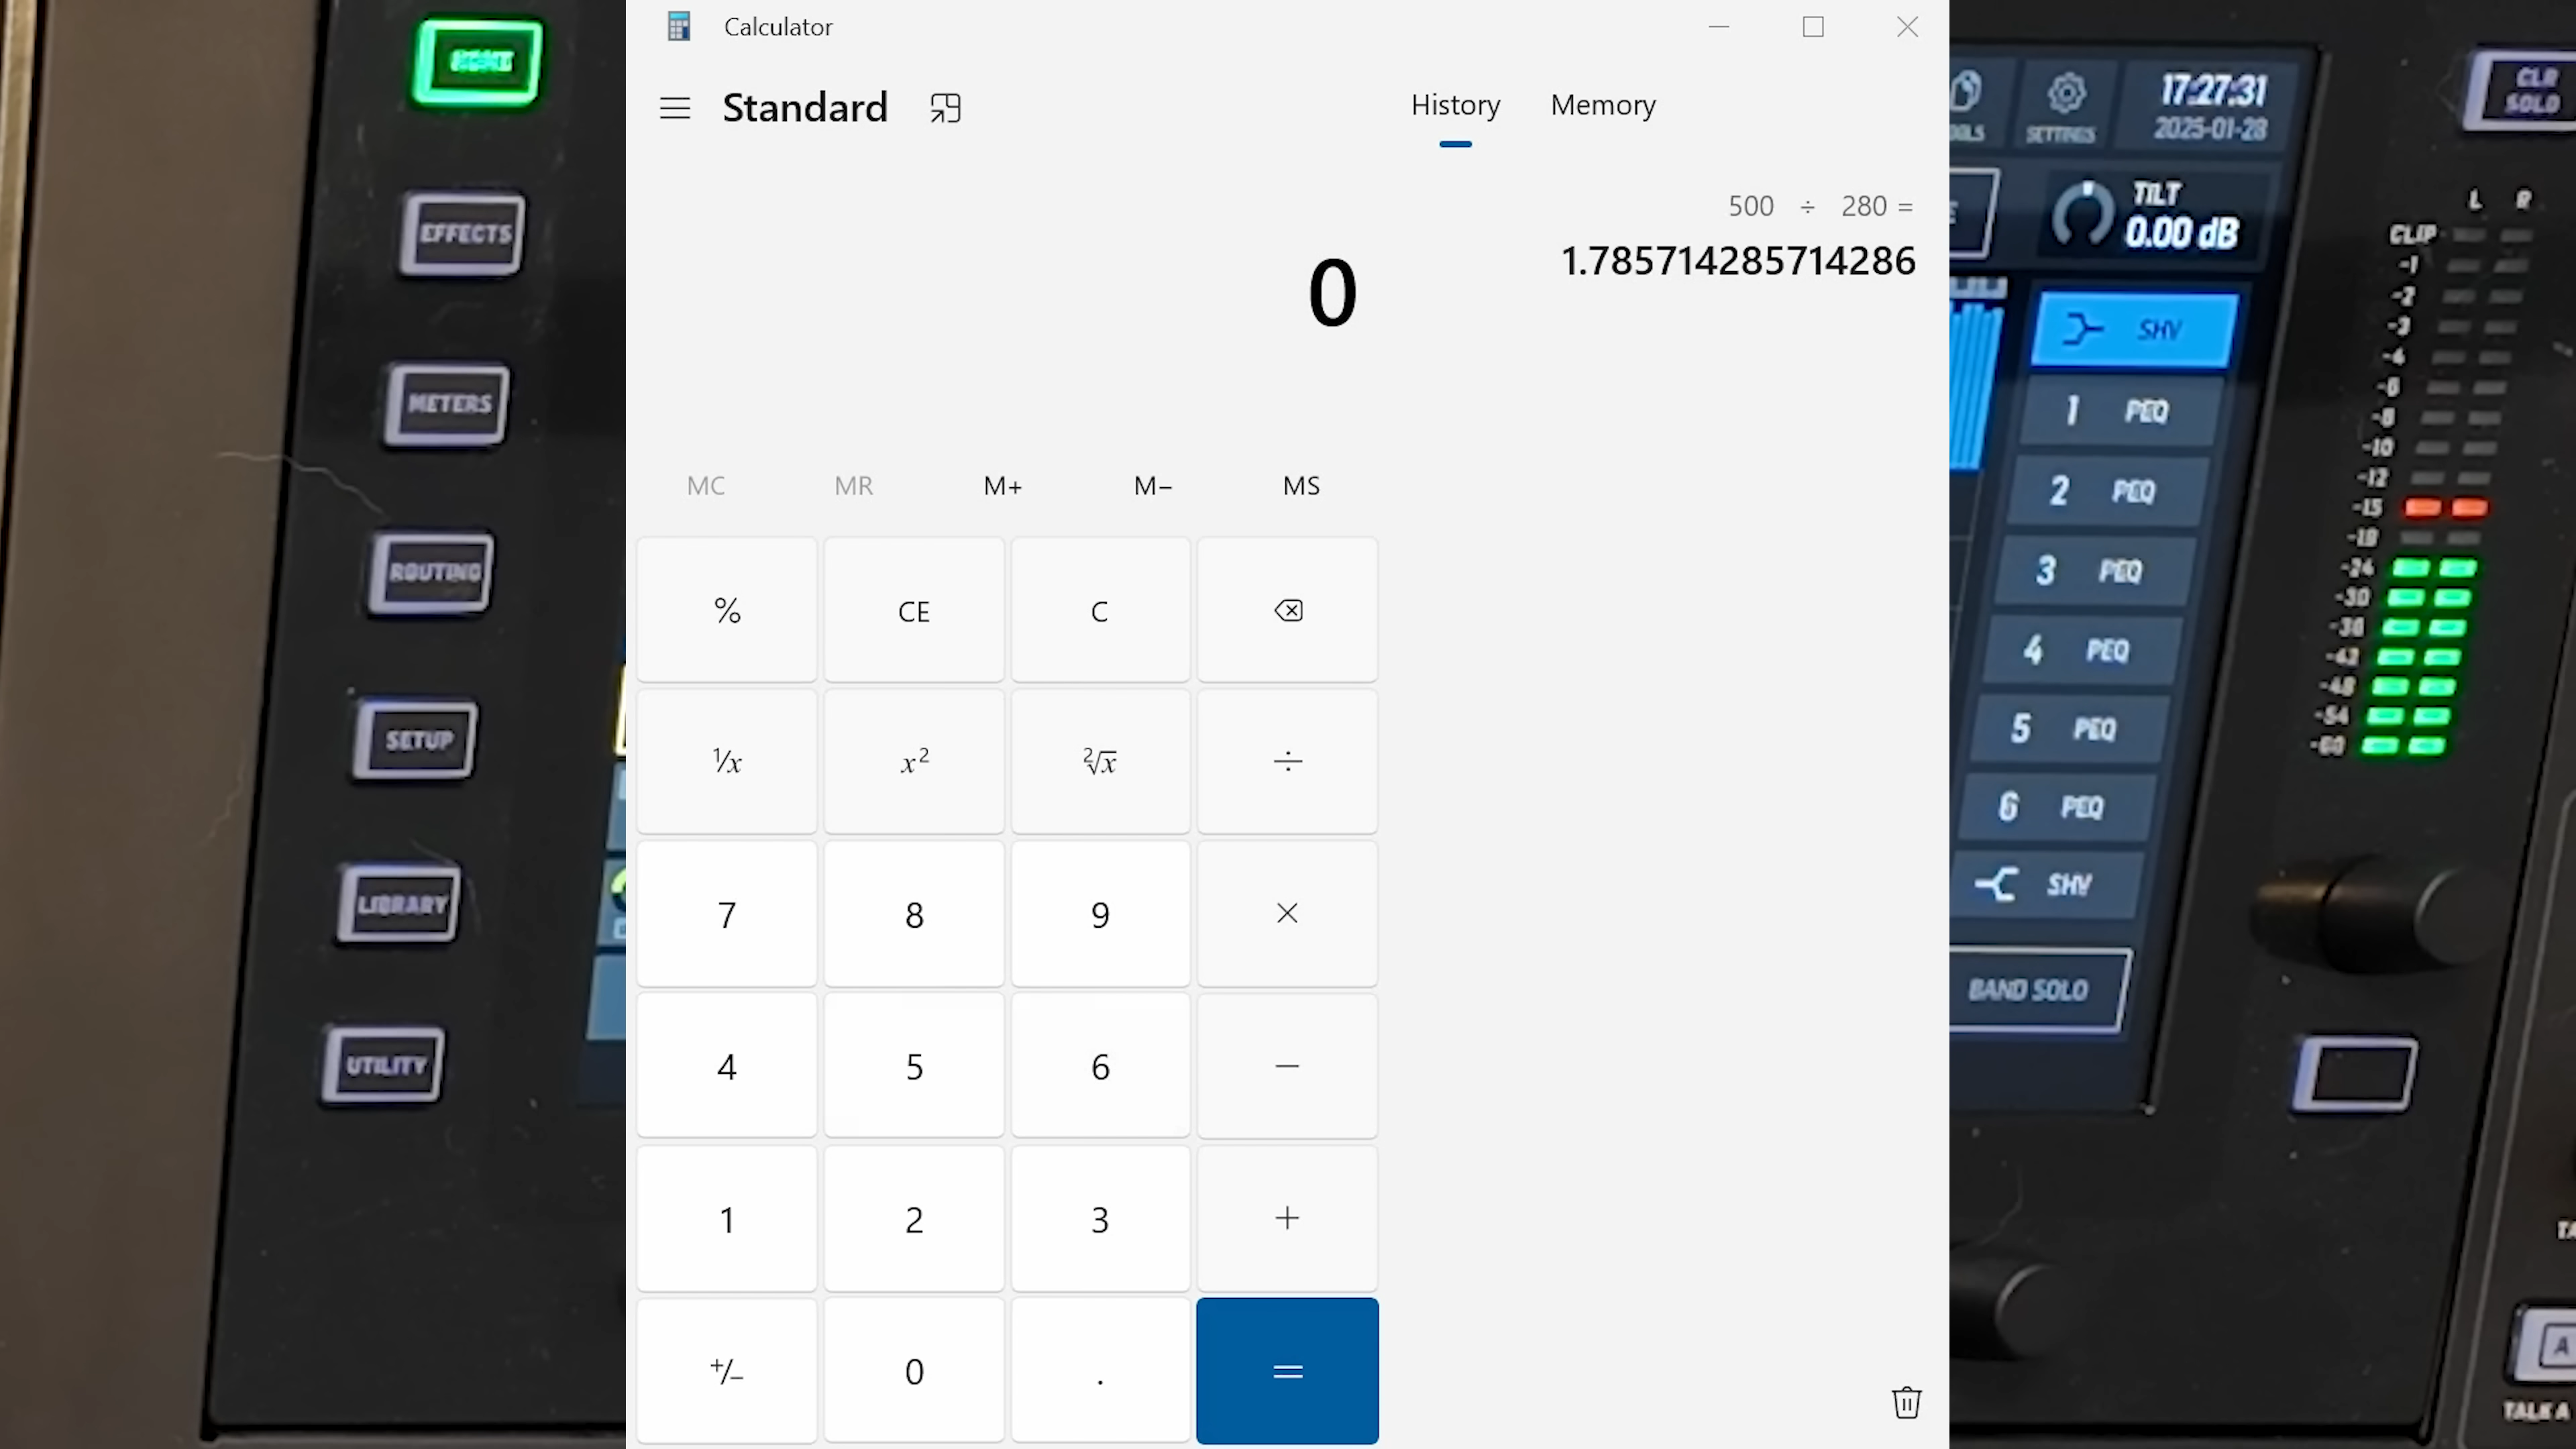 EFFECTS
METERS
ROUTING
SETUP
LIBRARY
UTILITY
Calculator
Standard
History Memory
500 ÷ 280 =
1.785714285714286
0
MC MR M+ M− MS
% CE C
¹/x x² ²√x ÷
7 8 9 ×
4 5 6 −
1 2 3 +
+/− 0 . =
SETTINGS
17:27:31
2025-01-28
TILT
0.00 dB
SHV
1 PEQ
2 PEQ
3 PEQ
4 PEQ
5 PEQ
6 PEQ
SHV
BAND SOLO
CLR
SOLO
L R
CLIP
-1
-2
-3
-4
-6
-8
-10
-12
-15
-18
-24
-30
-36
-42
-48
-54
-60
A
TALK A